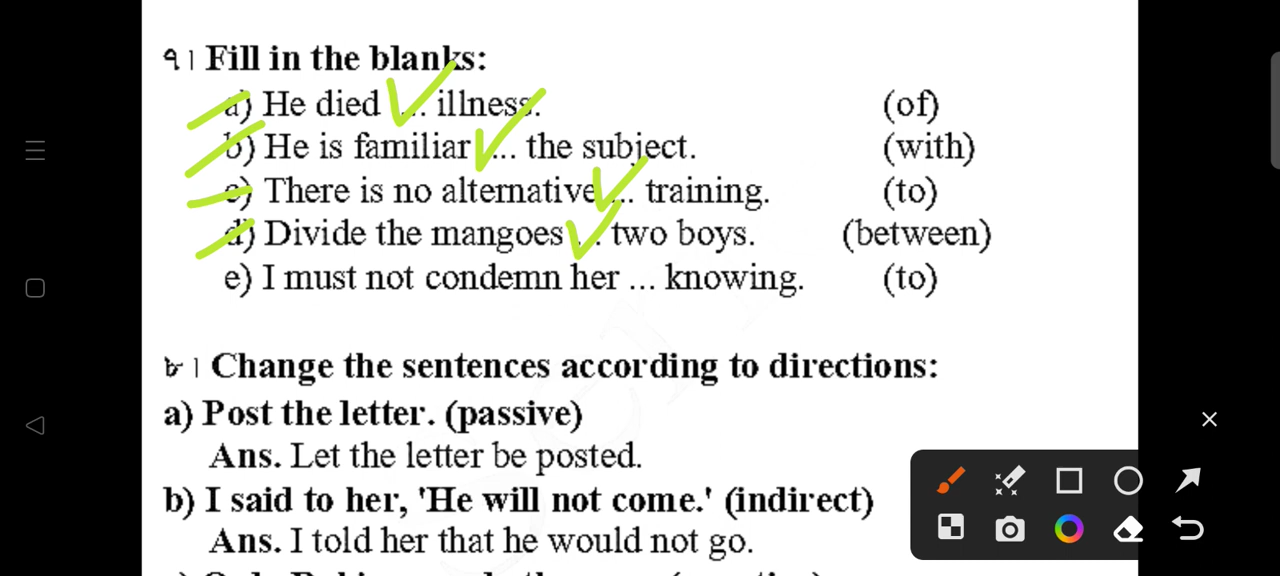 ৭। Fill in the blanks:
a) He died ... illness. (of)
b) He is familiar ... the subject. (with)
c) There is no alternative ... training. (to)
d) Divide the mangoes ... two boys. (between)
e) I must not condemn her ... knowing. (to)
৮। Change the sentences according to directions:
a) Post the letter. (passive)
Ans. Let the letter be posted.
b) I said to her, 'He will not come.' (indirect)
Ans. I told her that he would not go.